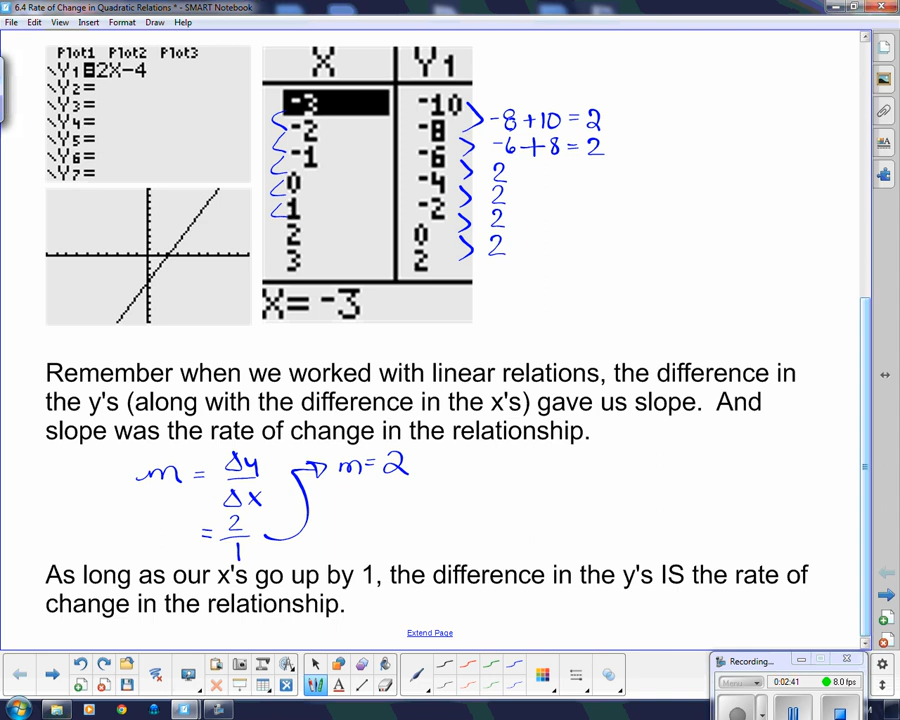 6.4 Rate of Change in Quadratic Relations * - SMART Notebook
File Edit View Insert Format Draw Window Help
Plot1 Plot2 Plot3
\Y1=2X-4
\Y2=
\Y3=
\Y4=
\Y5=
\Y6=
\Y7=
X Y1
-3 -10
-2 -8
-1 -6
0 -4
1 -2
2 0
3 2
X=-3
-8+10=2
-6+8=2
2
2
2
2
Remember when we worked with linear relations, the difference in
the y's (along with the difference in the x's) gave us slope. And
slope was the rate of change in the relationship.
m = Δy/Δx
= 2/1
m=2
As long as our x's go up by 1, the difference in the y's IS the rate of
change in the relationship.
Extend Page
Recording...
Menu
0:02:41 8.0 fps